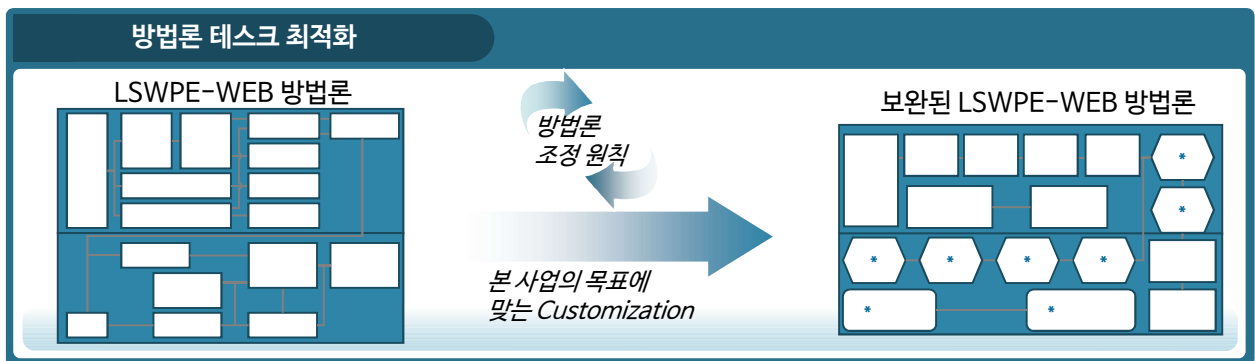 방법론 테스크 최적화
LSWPE-WEB 방법론
방법론
조정 원칙
본 사업의 목표에
맞는 Customization
보완된 LSWPE-WEB 방법론
*
*
* * * *
* *